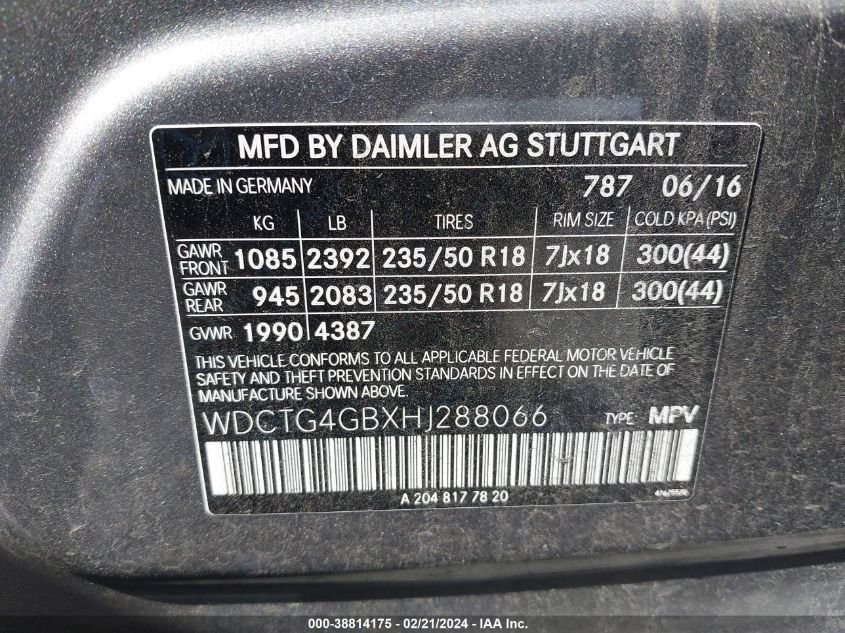 MFD BY DAIMLER AG STUTTGART
MADE IN GERMANY 787 06/16
KG LB TIRES RIM SIZE COLD KPA (PSI)
GAWR FRONT 1085 2392 235/50 R18 7Jx18 300(44)
GAWR REAR 945 2083 235/50 R18 7Jx18 300(44)
GVWR 1990 4387
THIS VEHICLE CONFORMS TO ALL APPLICABLE FEDERAL MOTOR VEHICLE
SAFETY AND THEFT PREVENTION STANDARDS IN EFFECT ON THE DATE OF
MANUFACTURE SHOWN ABOVE.
WDCTG4GBXHJ288066 TYPE: MPV
A 204 817 78 20
000-38814175 - 02/21/2024 - IAA Inc.